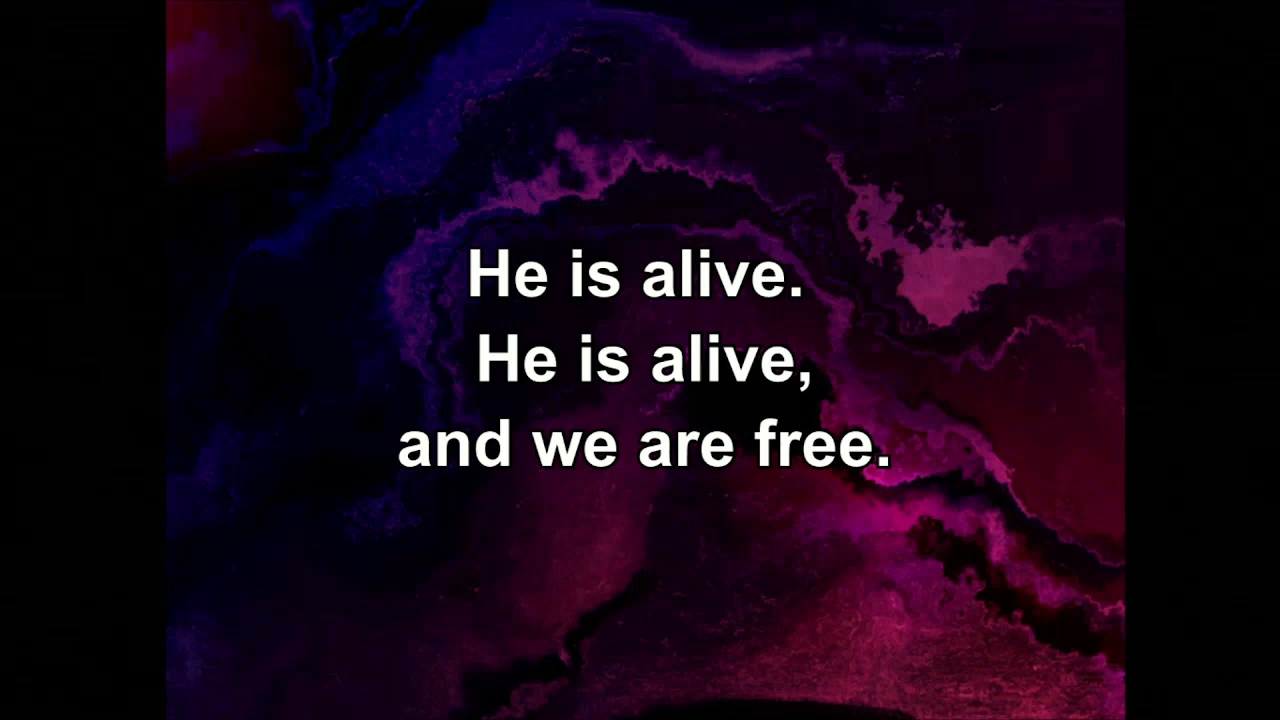 He is alive.
He is alive,
and we are free.